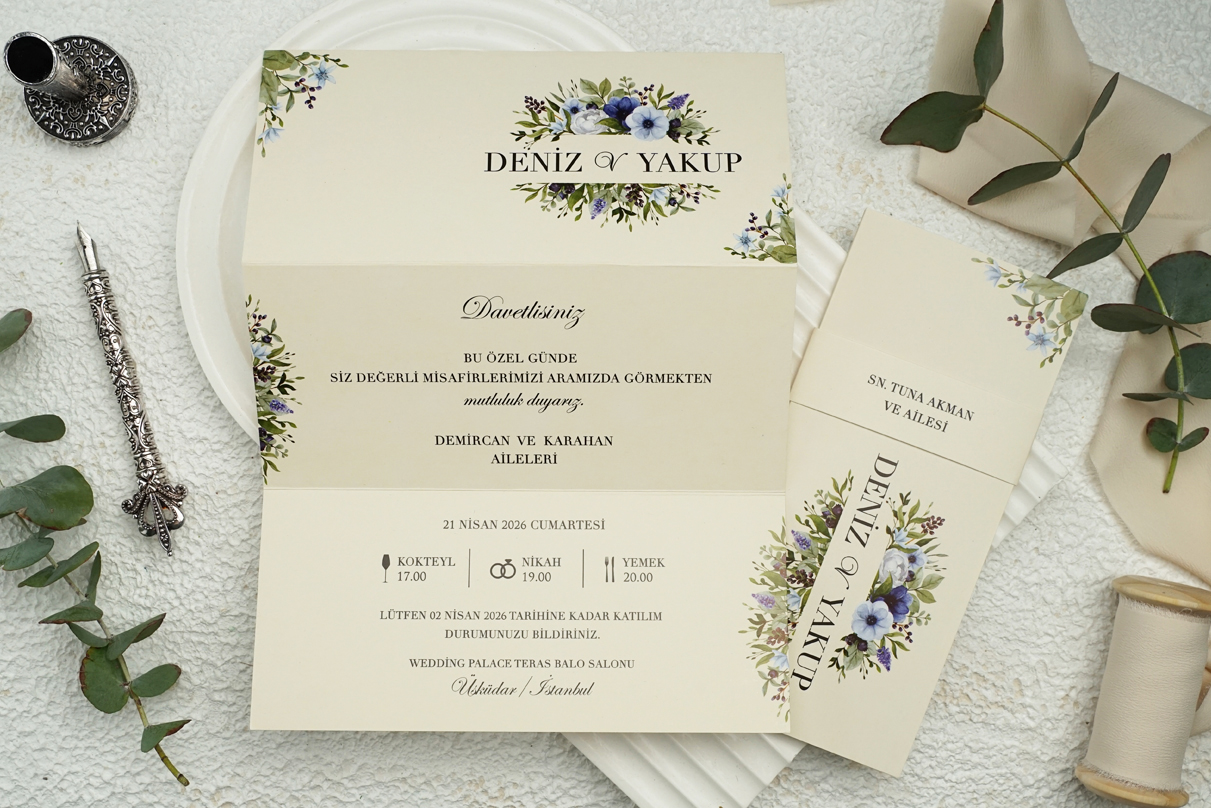 DENİZ & YAKUP
Davetlisiniz
BU ÖZEL GÜNDE
SİZ DEĞERLİ MİSAFİRLERİMİZİ ARAMIZDA GÖRMEKTEN
mutluluk duyarız.
DEMİRCAN VE KARAHAN
AİLELERİ
21 NİSAN 2026 CUMARTESİ
KOKTEYL
17.00
NİKAH
19.00
YEMEK
20.00
LÜTFEN 02 NİSAN 2026 TARİHİNE KADAR KATILIM
DURUMUNUZU BİLDİRİNİZ.
WEDDİNG PALACE TERAS BALO SALONU
Üsküdar / İstanbul
SN. TUNA AKMAN
VE AİLESİ
DENİZ & YAKUP